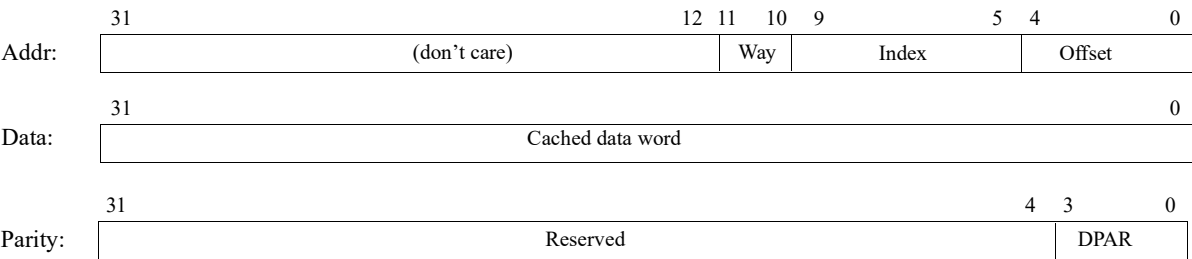 31 12 11 10 9 5 4 0
Addr: (don’t care) Way Index Offset
31 0
Data: Cached data word
31 4 3 0
Parity: Reserved DPAR